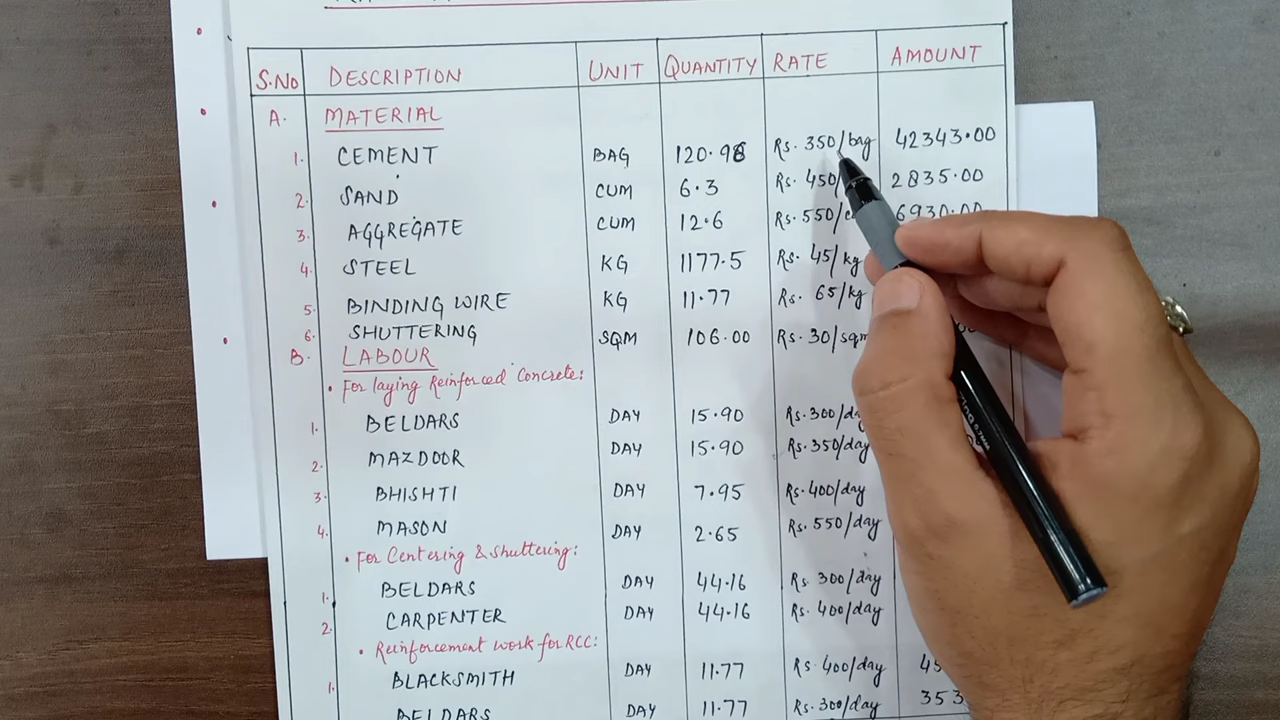 S.NO DESCRIPTION UNIT QUANTITY RATE AMOUNT
A. MATERIAL
1. CEMENT BAG 120.98 Rs. 350/bag 42343.00
2. SAND CUM 6.3 Rs. 450/ 2835.00
3. AGGREGATE CUM 12.6 Rs. 550/ 6930.00
4. STEEL KG 1177.5 Rs. 45/kg
5. BINDING WIRE KG 11.77 Rs. 65/kg
6. SHUTTERING SQM 106.00 Rs. 30/sqm
B. LABOUR
• For laying Reinforced Concrete:
1. BELDARS DAY 15.90 Rs. 300/day
2. MAZDOOR DAY 15.90 Rs. 350/day
3. BHISHTI DAY 7.95 Rs. 400/day
4. MASON DAY 2.65 Rs. 550/day
• For Centering & Shuttering:
1. BELDARS DAY 44.16 Rs. 300/day
2. CARPENTER DAY 44.16 Rs. 400/day
• Reinforcement work for RCC:
1. BLACKSMITH DAY 11.77 Rs. 400/day
BELDARS DAY 11.77 Rs. 300/day 353